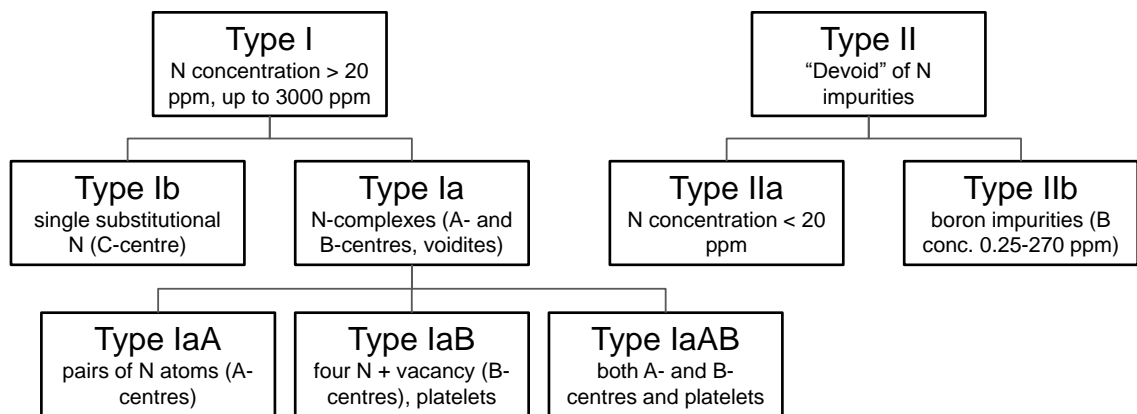 Type I
N concentration > 20
ppm, up to 3000 ppm
Type II
“Devoid” of N
impurities
Type Ib
single substitutional
N (C-centre)
Type Ia
N-complexes (A- and
B-centres, voidites)
Type IIa
N concentration < 20
ppm
Type IIb
boron impurities (B
conc. 0.25-270 ppm)
Type IaA
pairs of N atoms (A-
centres)
Type IaB
four N + vacancy (B-
centres), platelets
Type IaAB
both A- and B-
centres and platelets